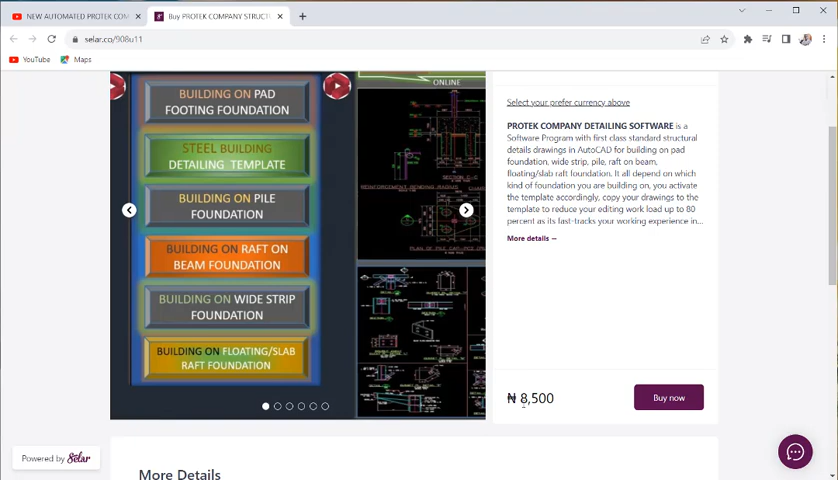 NEW AUTOMATED PROTEK COM
Buy PROTEK COMPANY STRUCT
selar.co/908u11
YouTube
Maps
BUILDING ON PAD
FOOTING FOUNDATION
STEEL BUILDING
DETAILING TEMPLATE
BUILDING ON PILE
FOUNDATION
BUILDING ON RAFT ON
BEAM FOUNDATION
BUILDING ON WIDE STRIP
FOUNDATION
BUILDING ON FLOATING/SLAB
RAFT FOUNDATION
ONLINE
SECTION C-C
REINFORCEMENT BENDING RADIUS
Select your prefer currency above
PROTEK COMPANY DETAILING SOFTWARE is a
Software Program with first class standard structural
details drawings in AutoCAD for building on pad
foundation, wide strip, pile, raft on beam,
floating/slab raft foundation. It all depend on which
kind of foundation you are building on, you activate
the template accordingly, copy your drawings to the
template to reduce your editing work load up to 80
percent as its fast-tracks your working experience in...
More details –
₦ 8,500
Buy now
Powered by Selar
More Details